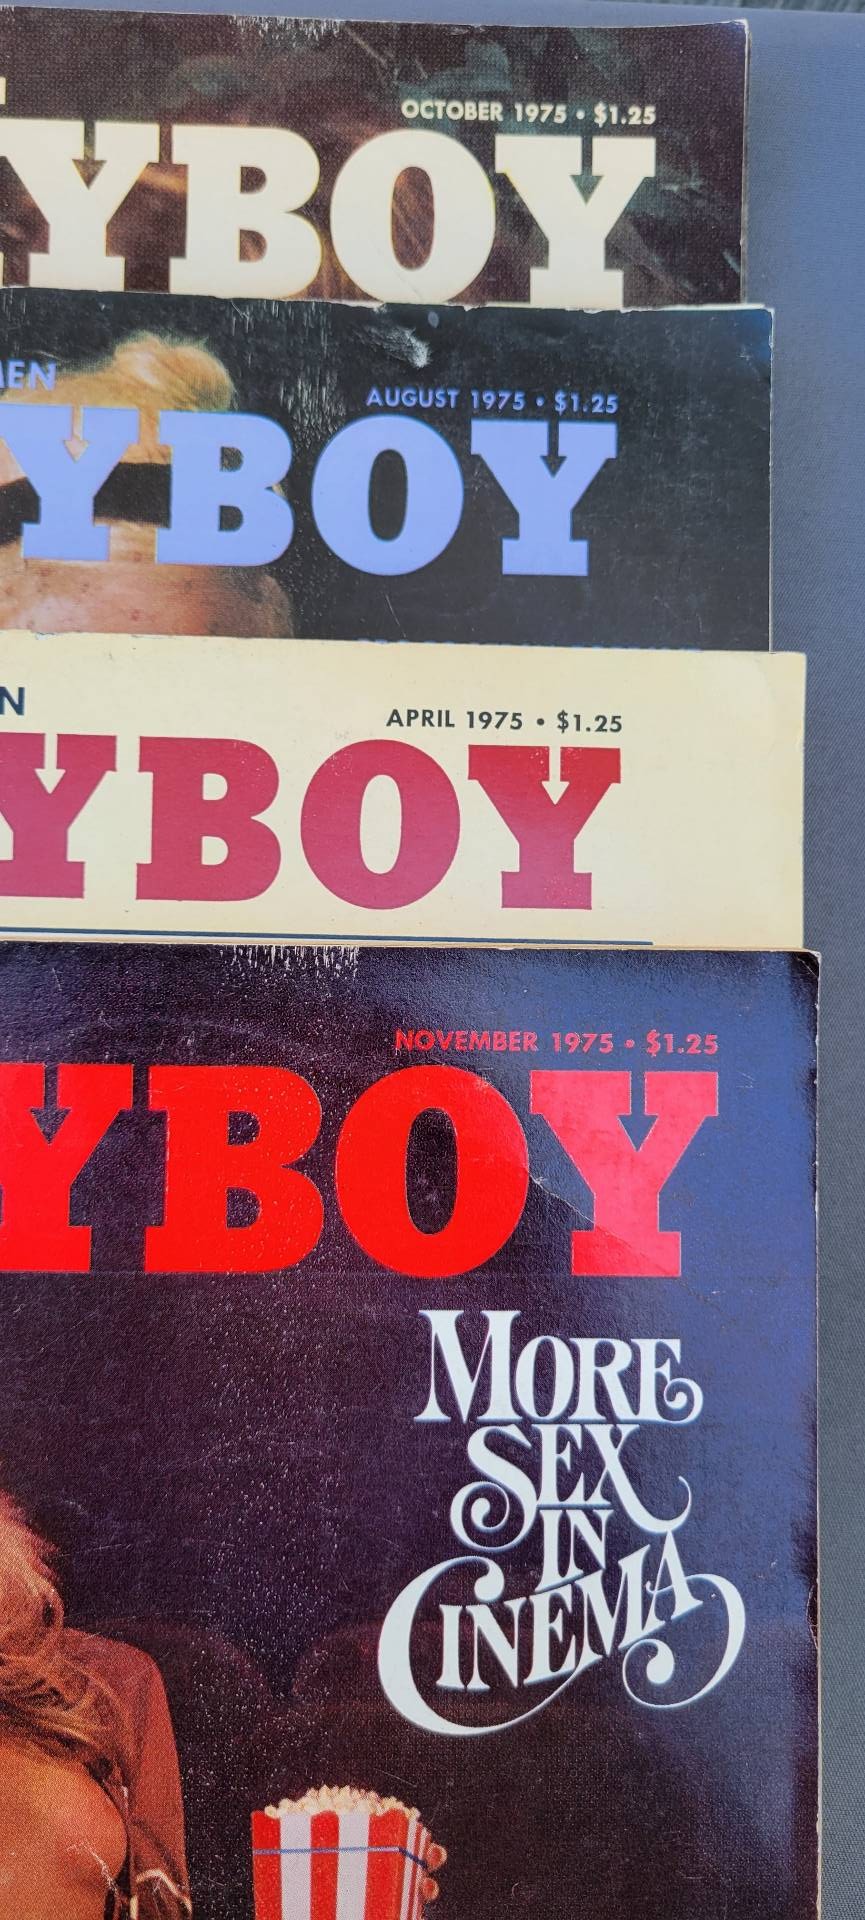 OCTOBER 1975 • $1.25
YBOY
MEN
AUGUST 1975 • $1.25
YBOY
N
APRIL 1975 • $1.25
YBOY
NOVEMBER 1975 • $1.25
YBOY
MORE
SEX
IN
CINEMA